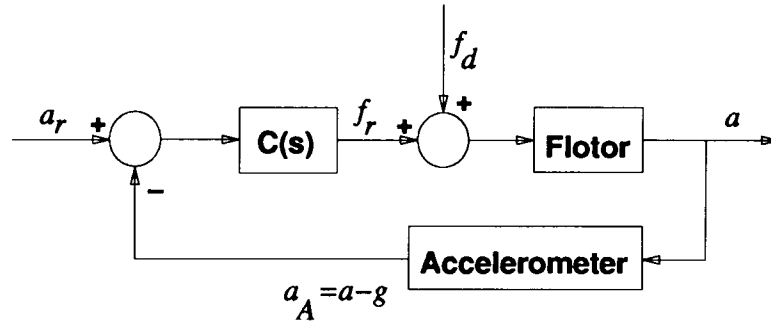 f_d
a_r + C(s) f_r + + Flotor a
−
Accelerometer
a_A = a−g